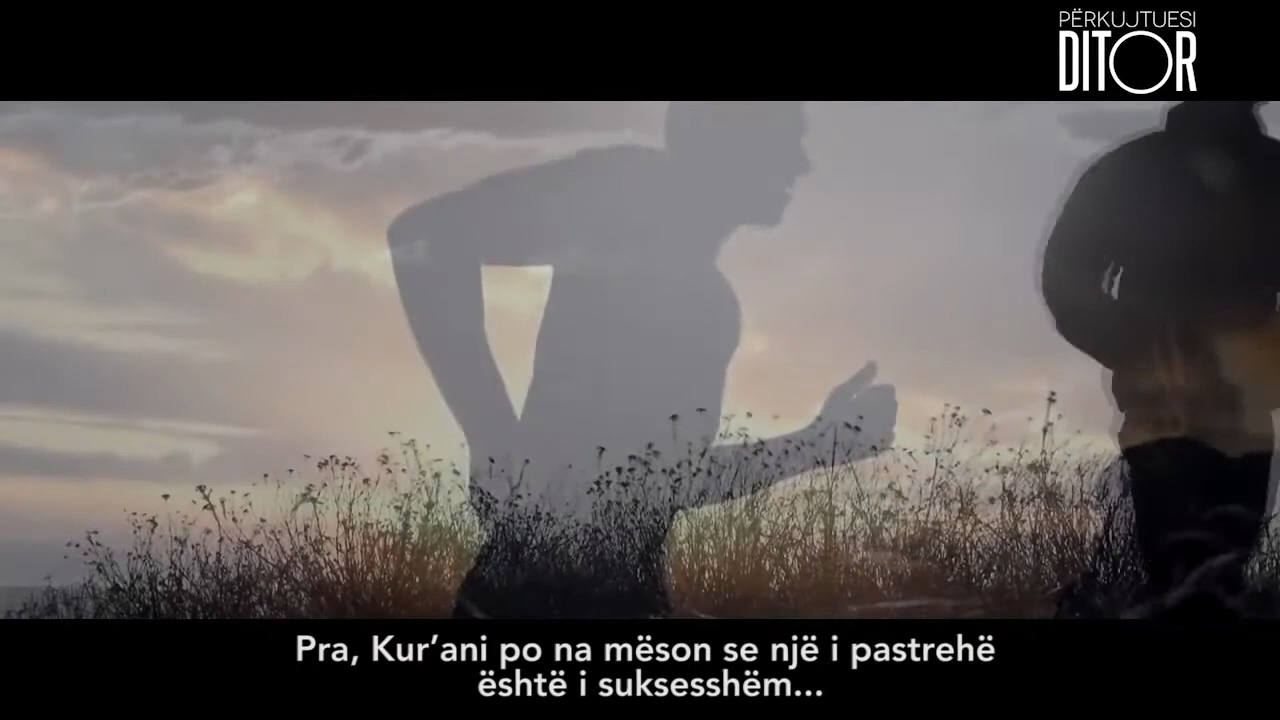 PËRKUJTUESI
DITOR
Pra, Kur’ani po na mëson se një i pastrehë
është i suksesshëm...